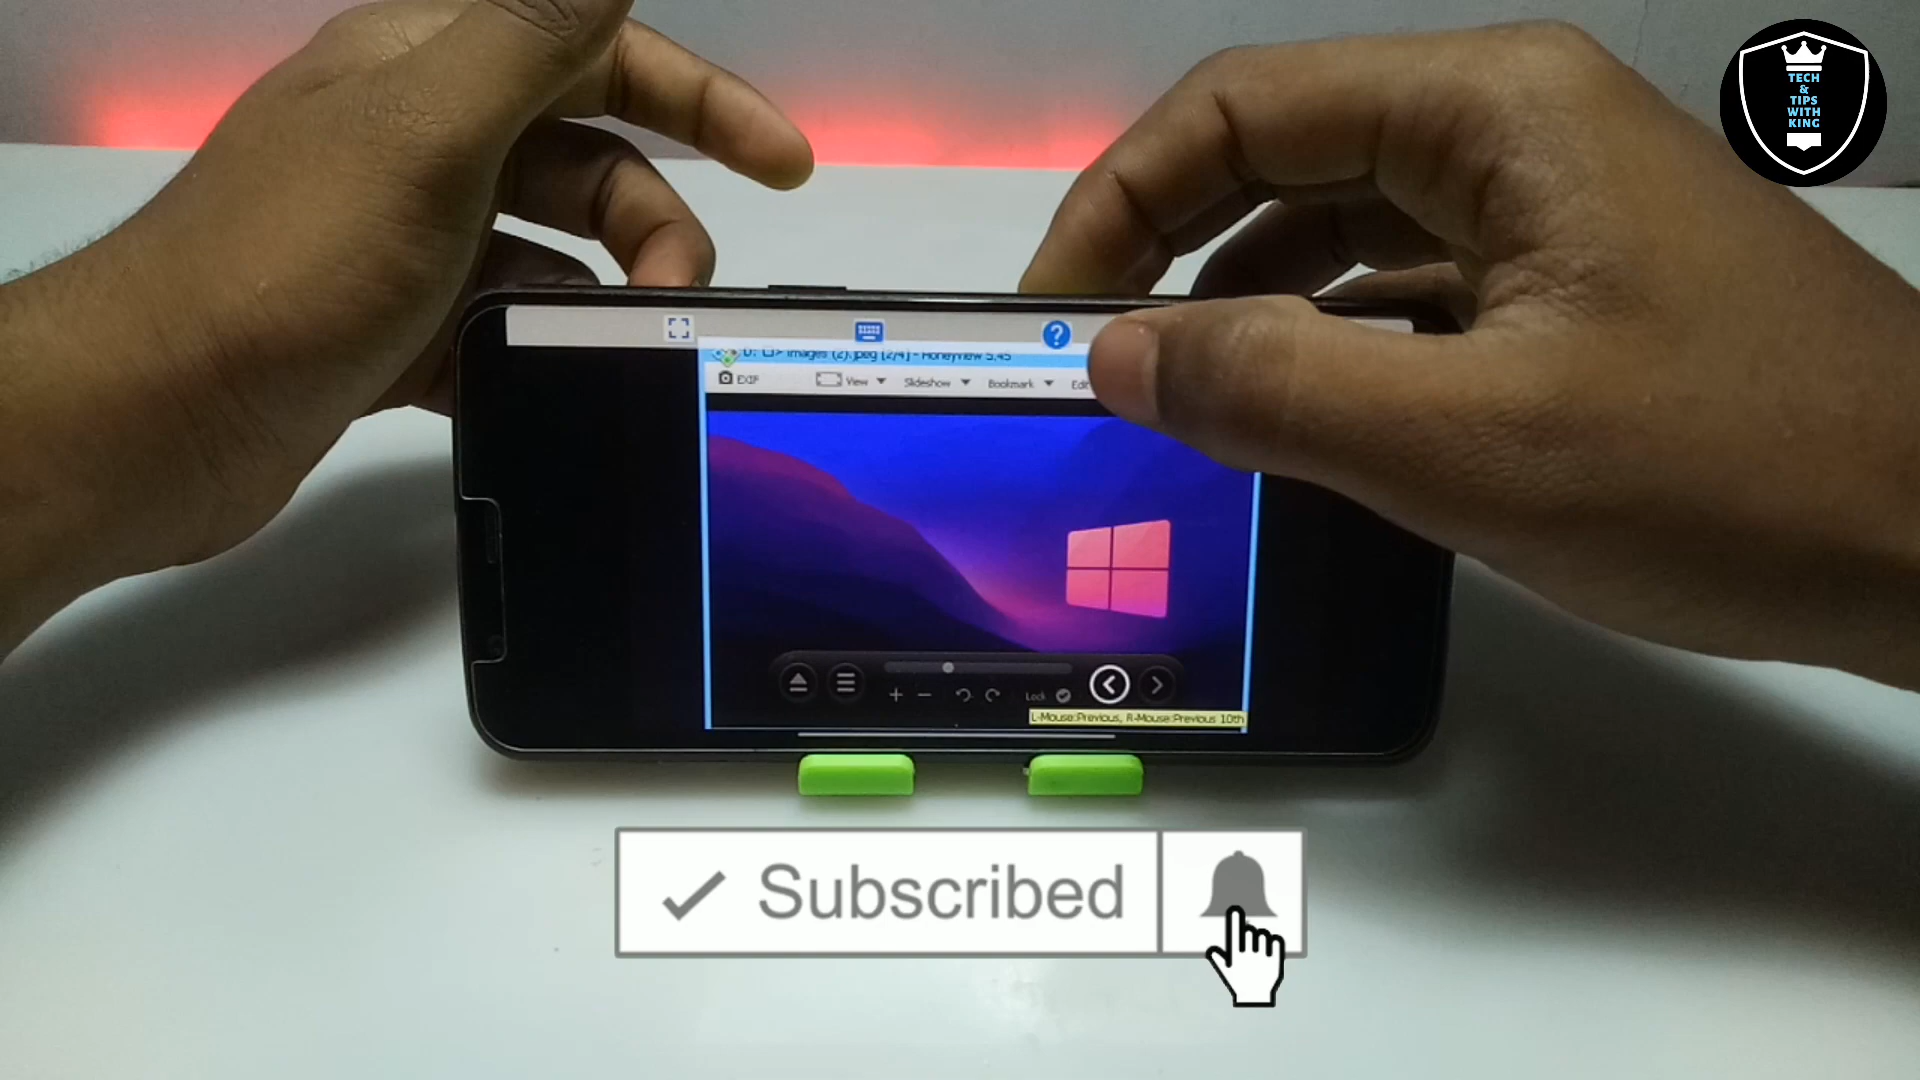 TECH
&
TIPS
WITH
KING
?
D: > images (2).jpeg [2/4] - Honeyview 5.45
EXIF View Slideshow Bookmark
Lock
L-Mouse:Previous, R-Mouse:Previous 10th
Subscribed